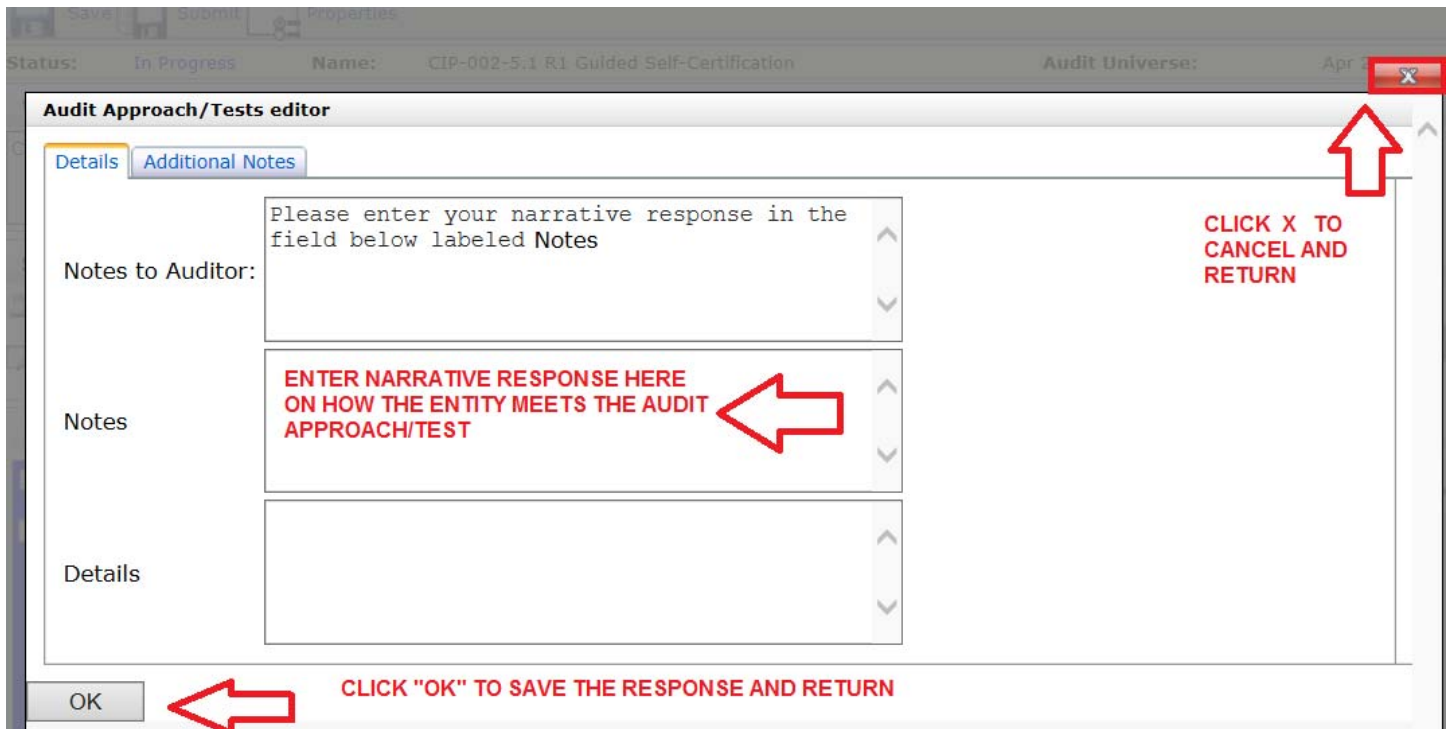 Save Submit Properties
Status: In Progress Name: CIP-002-5.1 R1 Guided Self-Certification Audit Universe: Apr
X
Audit Approach/Tests editor
Details Additional Notes
Notes to Auditor:
Please enter your narrative response in the
field below labeled Notes
CLICK X TO
CANCEL AND
RETURN
Notes
ENTER NARRATIVE RESPONSE HERE
ON HOW THE ENTITY MEETS THE AUDIT
APPROACH/TEST
Details
OK
CLICK "OK" TO SAVE THE RESPONSE AND RETURN